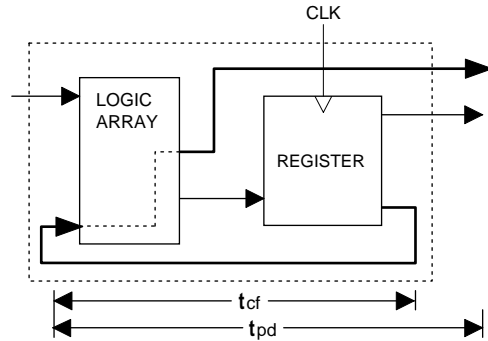 CLK
LOGIC
ARRAY
REGISTER
tcf
tpd